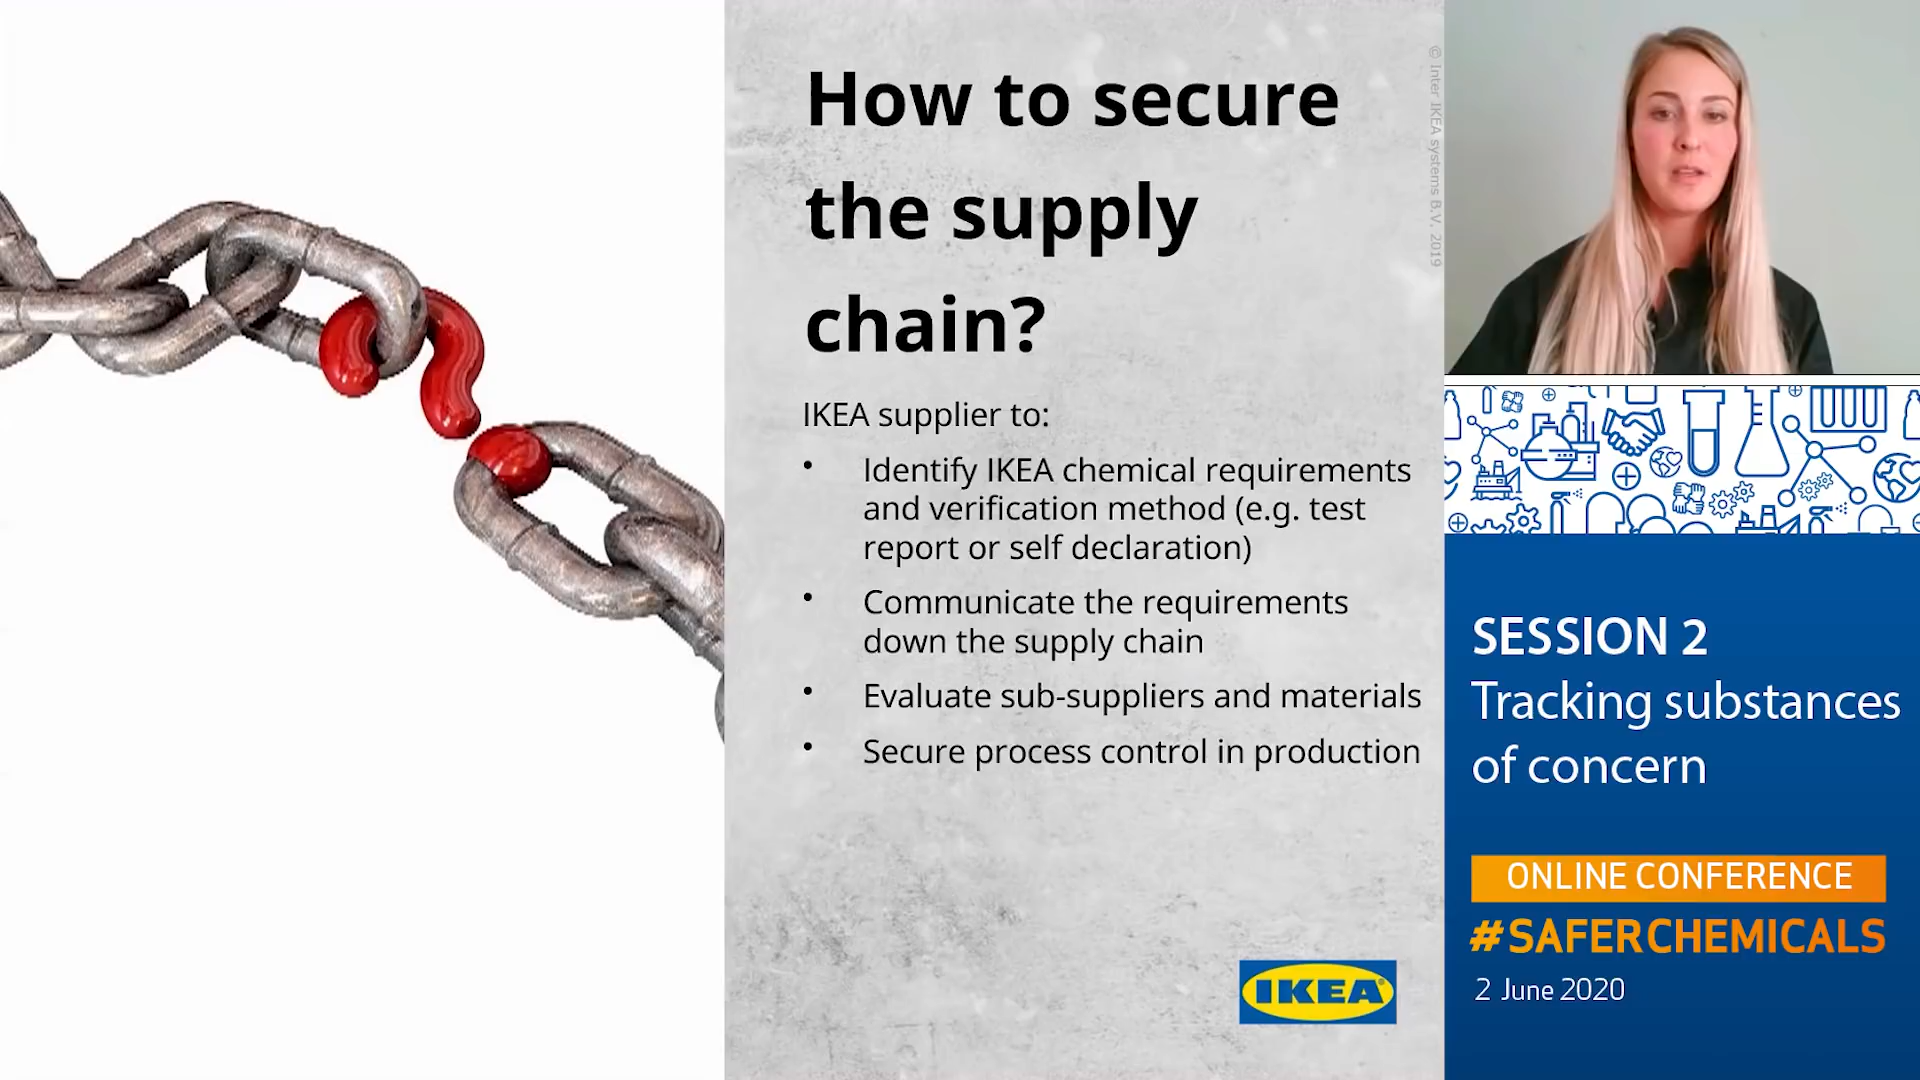 How to secure
the supply
chain?
IKEA supplier to:
• Identify IKEA chemical requirements
and verification method (e.g. test
report or self declaration)
• Communicate the requirements
down the supply chain
• Evaluate sub-suppliers and materials
• Secure process control in production
IKEA®
© Inter IKEA systems B.V. 2019
SESSION 2
Tracking substances
of concern
ONLINE CONFERENCE
#SAFERCHEMICALS
2 June 2020